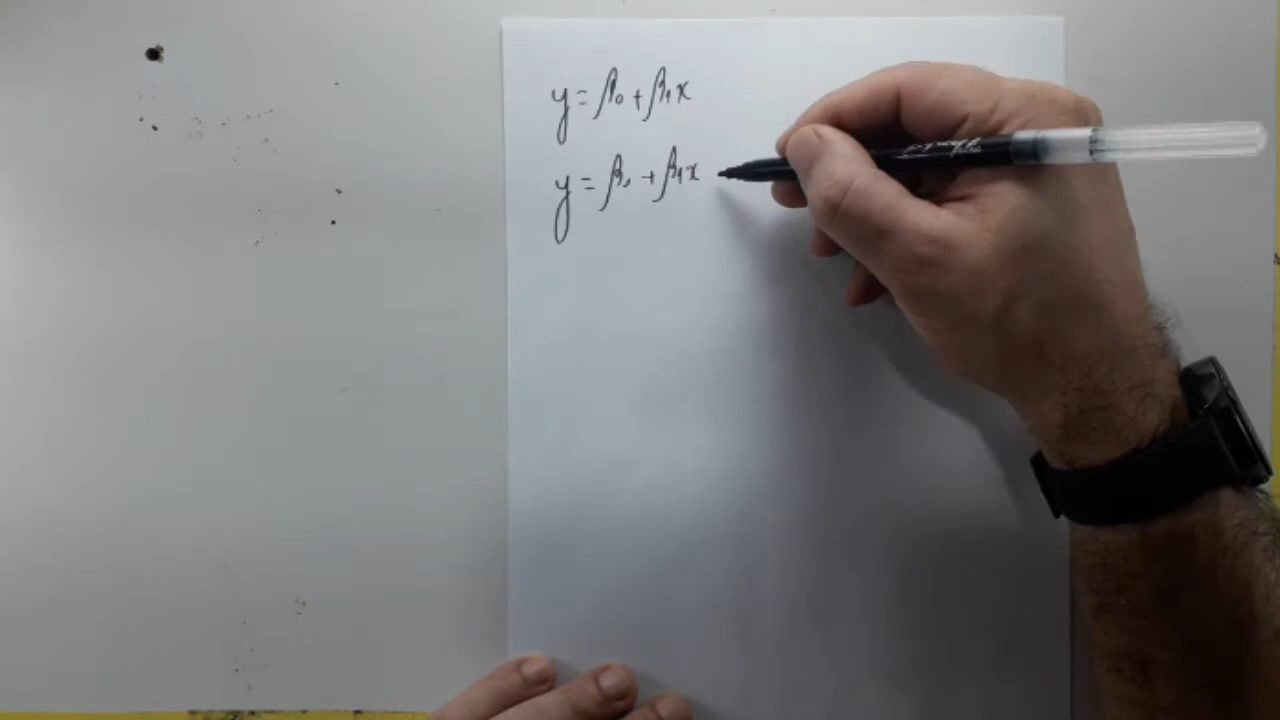 y = β₀ + β₁x
y = β₀ + β₁x